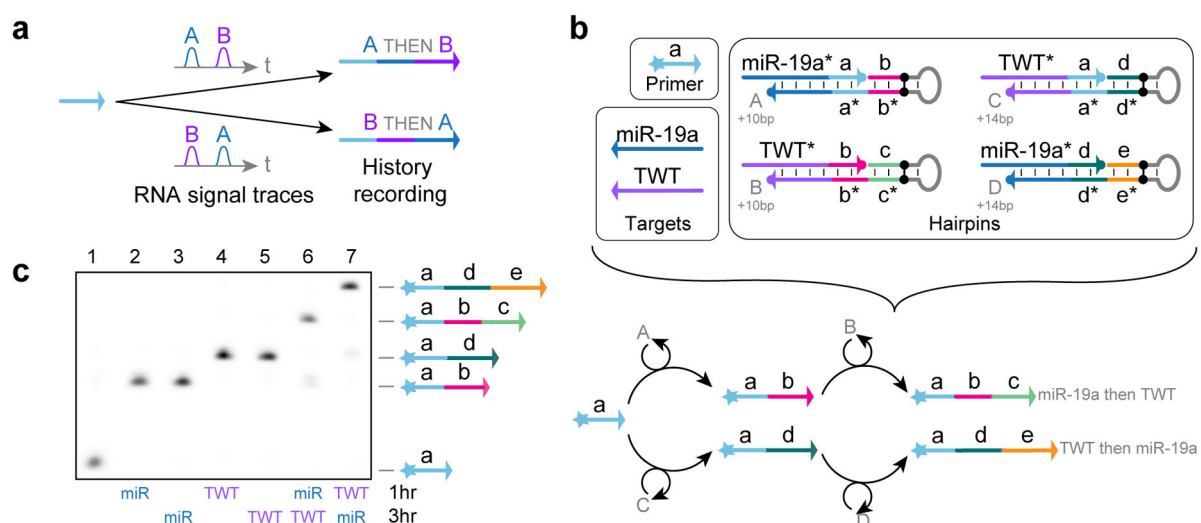 a
A B
t
A THEN B
B A
t
B THEN A
RNA signal traces
History
recording
b
a
Primer
miR-19a
TWT
Targets
miR-19a* a b
A
+10bp
a* b*
TWT* a d
C
+14bp
a* d*
TWT* b c
B
+10bp
b* c*
miR-19a* d e
D
+14bp
d* e*
Hairpins
A
B
a
a b
a b c
miR-19a then TWT
a d
a d e
TWT then miR-19a
C
D
c
1 2 3 4 5 6 7
a d e
a b c
a d
a b
a
miR TWT miR TWT 1hr
miR TWT TWT miR 3hr